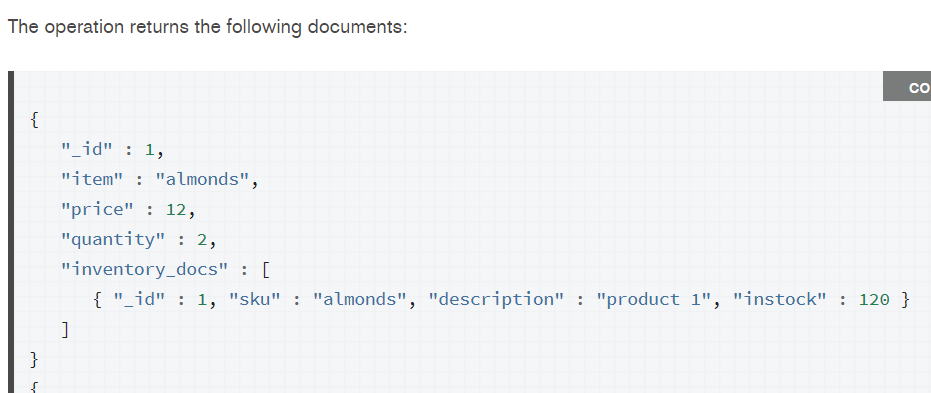 The operation returns the following documents:
CO
{
"_id" : 1,
"item" : "almonds",
"price" : 12,
"quantity" : 2,
"inventory_docs" : [
{ "_id" : 1, "sku" : "almonds", "description" : "product 1", "instock" : 120 }
]
}
{